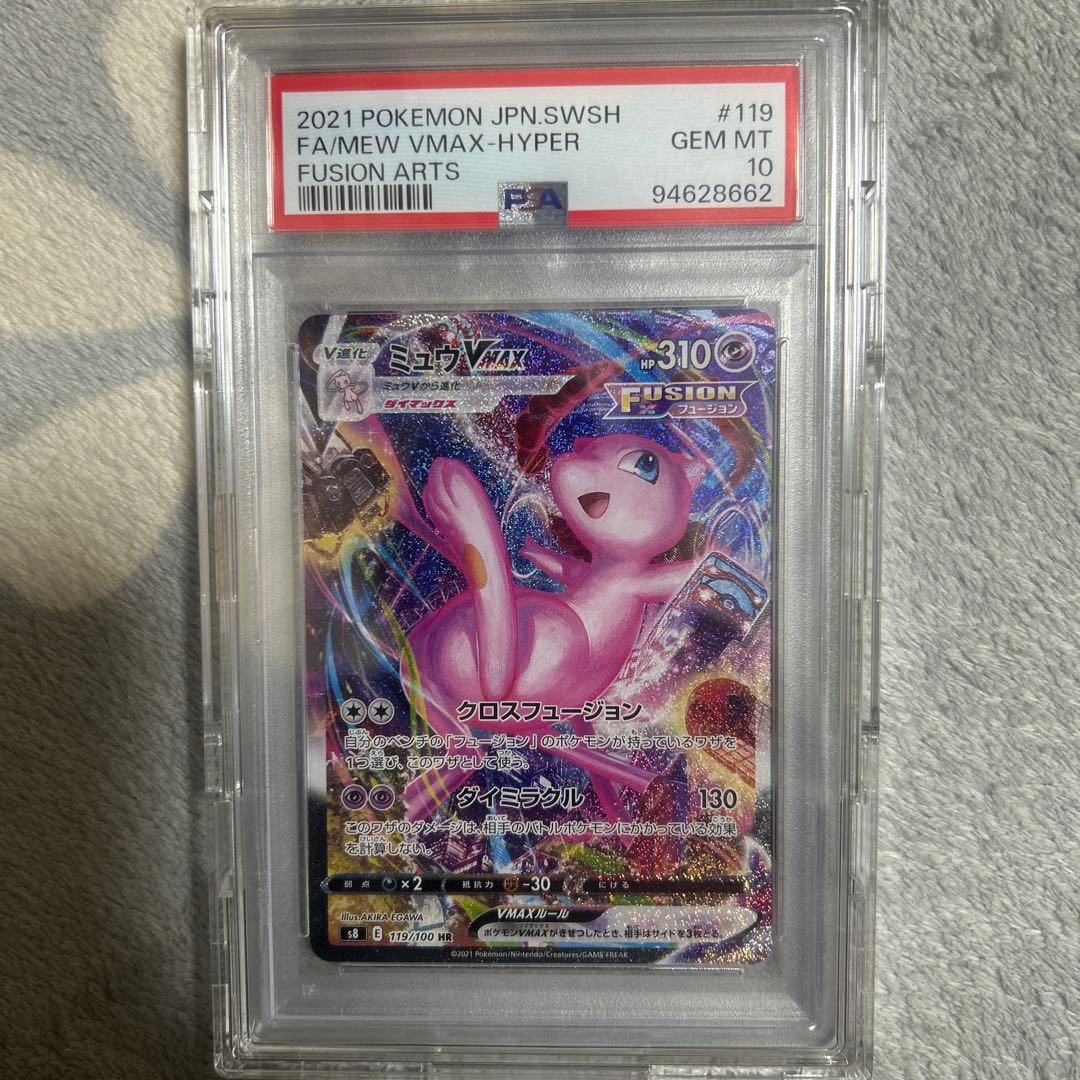 2021 POKEMON JPN.SWSH #119
FA/MEW VMAX-HYPER GEM MT
FUSION ARTS 10
PSA 94628662
V進化 ミュウVMAX HP310
ミュウVから進化
ダイマックス
FUSION
フュージョン
クロスフュージョン
自分のベンチの「フュージョン」のポケモンが持っているワザを
1つ選び、このワザとして使う。
ダイミラクル 130
このワザのダメージは、相手のバトルポケモンにかかっている効果
を計算しない。
弱点 ×2 抵抗力 -30 にげる
Illus.AKIRA EGAWA
VMAXルール
s8 E 119/100 HR
ポケモンVMAXがきぜつしたとき、相手はサイドを3枚とる。
©2021 Pokémon/Nintendo/Creatures/GAME FREAK